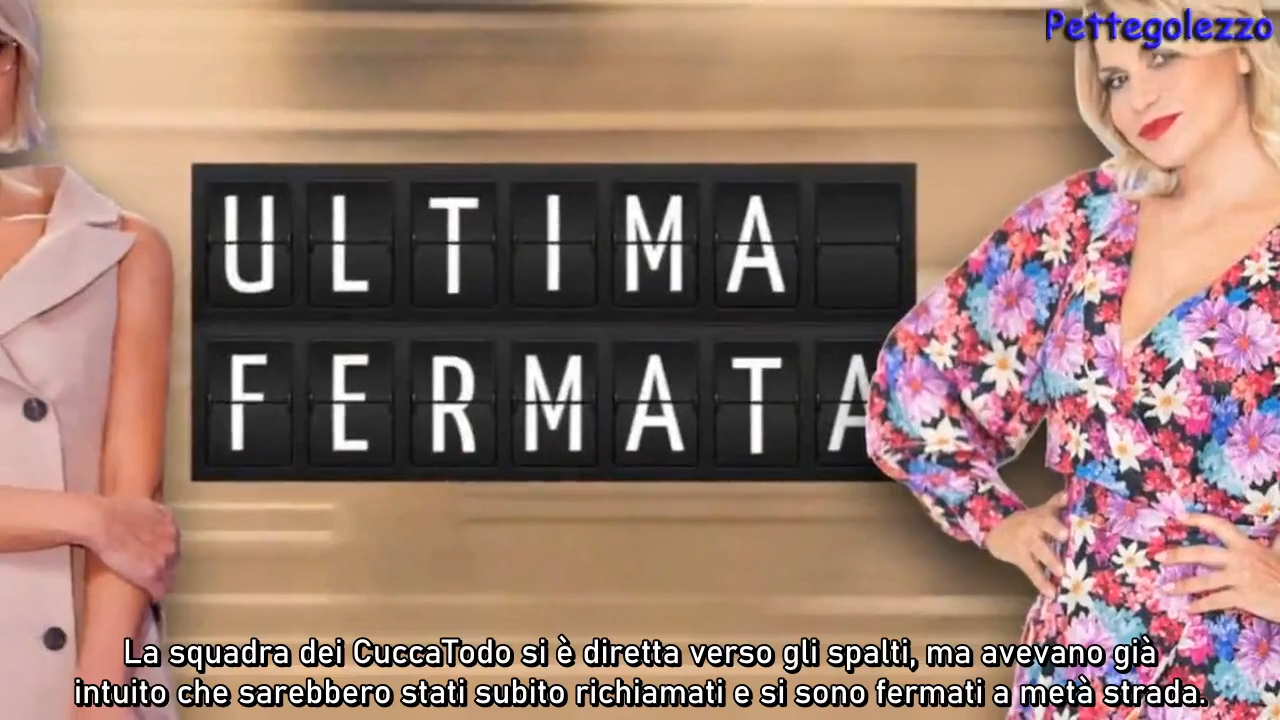 Pettegolezzo
ULTIMA
FERMATA
La squadra dei CuccaTodo si è diretta verso gli spalti, ma avevano già
intuito che sarebbero stati subito richiamati e si sono fermati a metà strada.